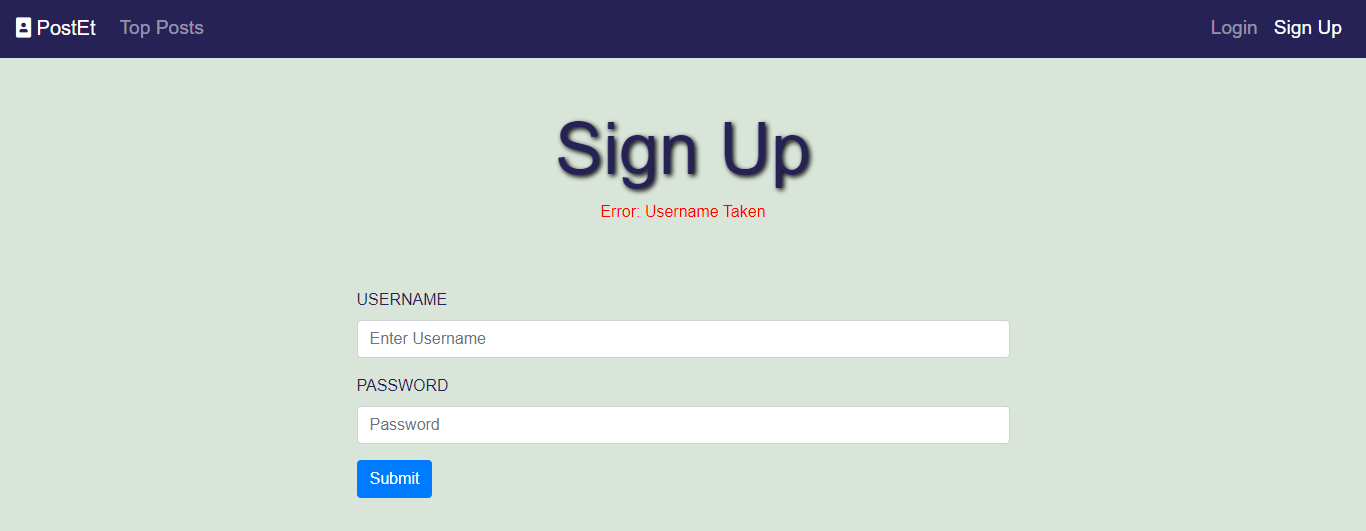 PostEt Top Posts Login Sign Up
Sign Up
Error: Username Taken
USERNAME
Enter Username
PASSWORD
Password
Submit